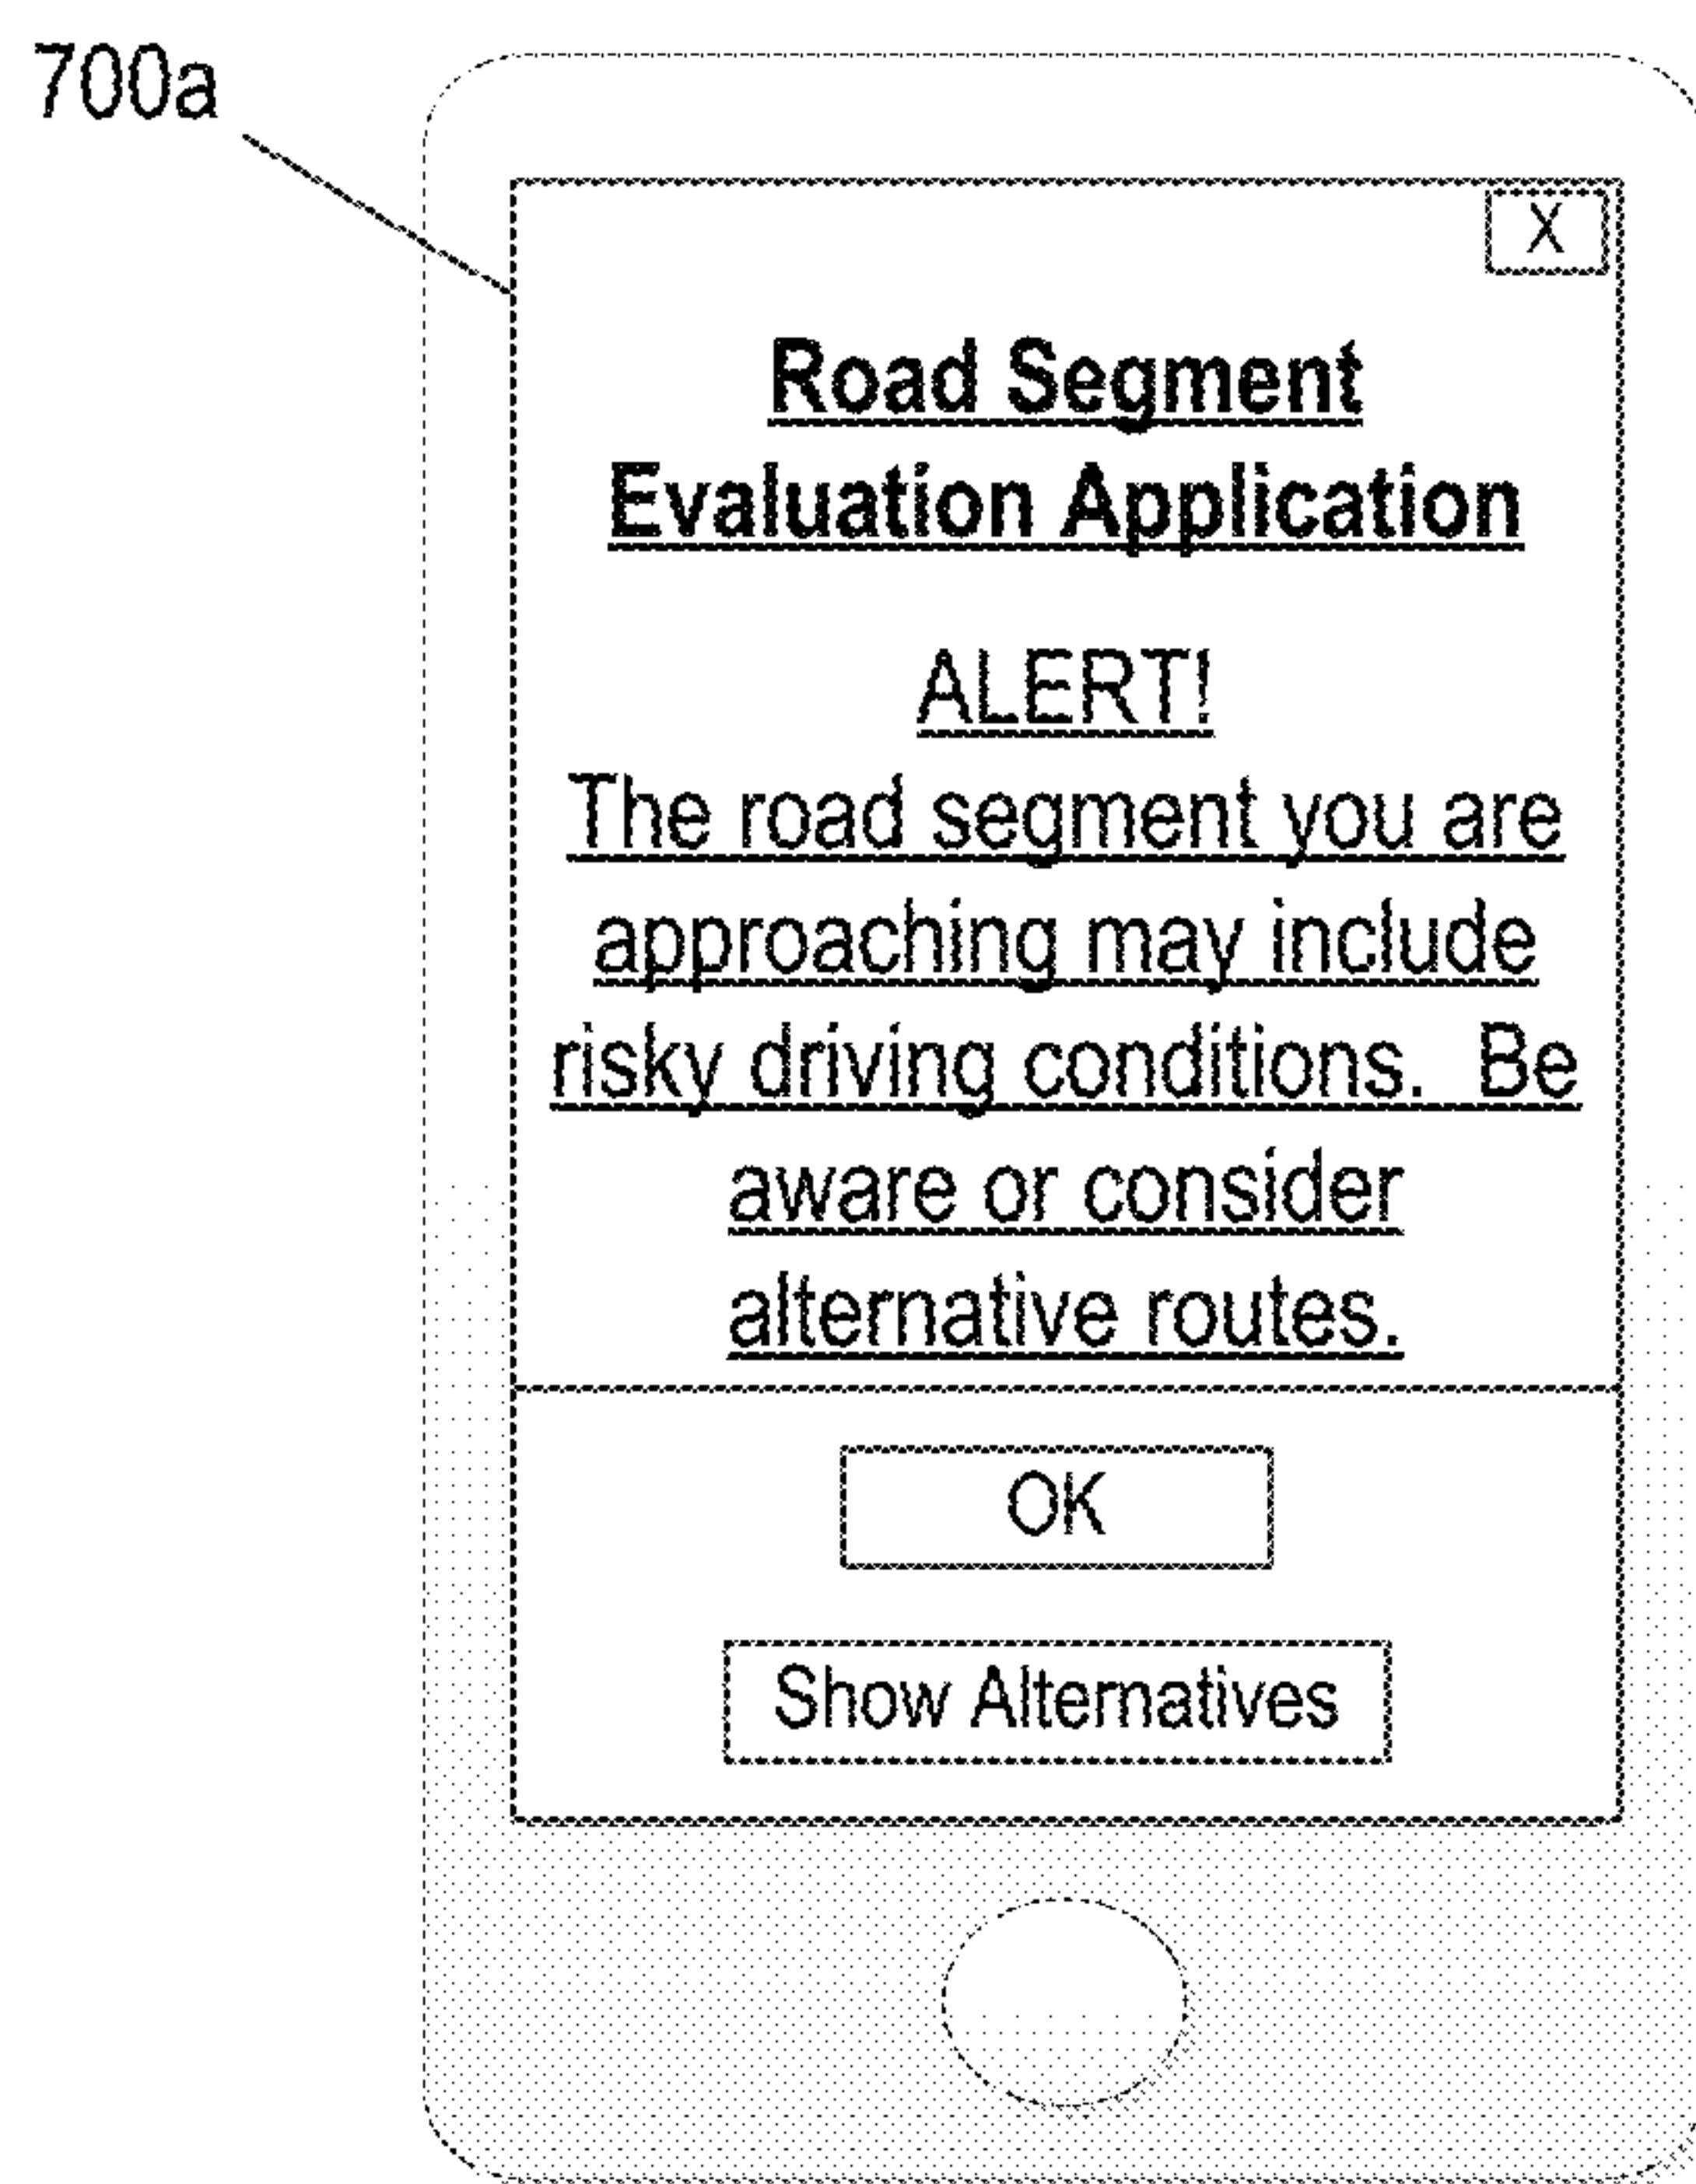 700a
X
Road Segment
Evaluation Application
ALERT!
The road segment you are
approaching may include
risky driving conditions.  Be
aware or consider
alternative routes.
OK
Show Alternatives